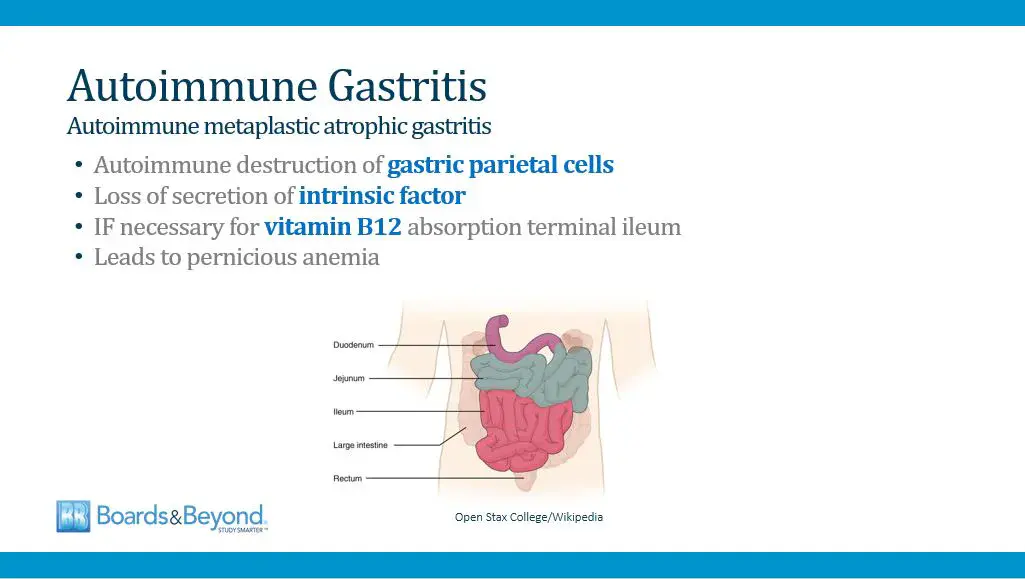 Autoimmune Gastritis
Autoimmune metaplastic atrophic gastritis
• Autoimmune destruction of gastric parietal cells
• Loss of secretion of intrinsic factor
• IF necessary for vitamin B12 absorption terminal ileum
• Leads to pernicious anemia
Duodenum
Jejunum
Ileum
Large intestine
Rectum
BB Boards&Beyond.
STUDY SMARTER™
Open Stax College/Wikipedia